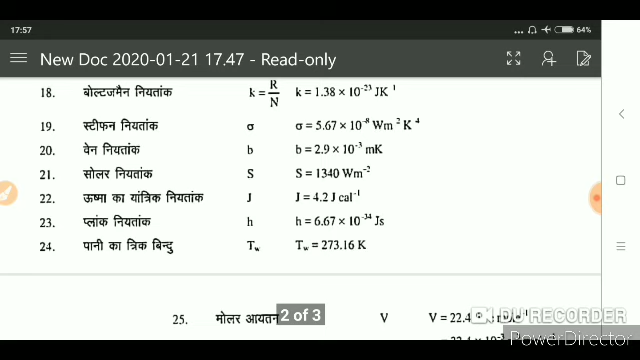 17:57
... 64%
New Doc 2020-01-21 17.47 - Read-only
18. बोल्टजमैन नियतांक k = R/N k = 1.38 × 10⁻²³ JK⁻¹
19. स्टीफन नियतांक σ σ = 5.67 × 10⁻⁸ Wm⁻² K⁻⁴
20. वेन नियतांक b b = 2.9 × 10⁻³ mK
21. सोलर नियतांक S S = 1340 Wm⁻²
22. ऊष्मा का यांत्रिक नियतांक J J = 4.2 J cal⁻¹
23. प्लांक नियतांक h h = 6.67 × 10⁻³⁴ Js
24. पानी का त्रिक बिन्दु T_w T_w = 273.16 K
25. मोलर आयतन V V = 22.4
2 of 3
DU RECORDER
PowerDirector